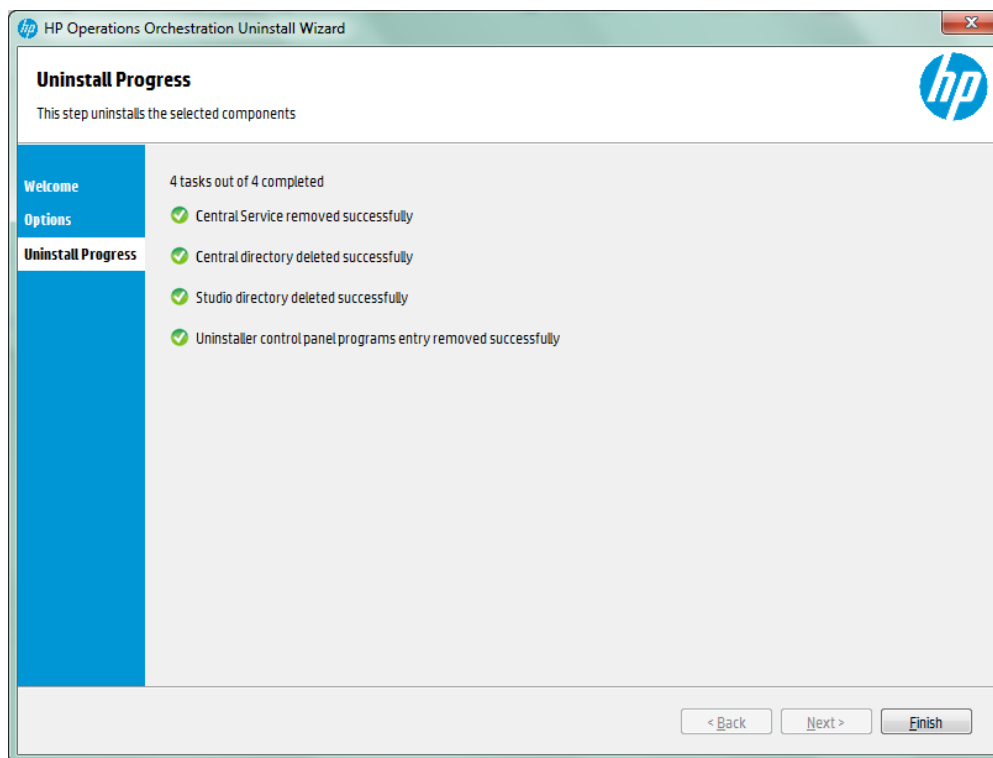 HP Operations Orchestration Uninstall Wizard
Uninstall Progress
This step uninstalls the selected components
hp
Welcome
Options
Uninstall Progress
4 tasks out of 4 completed
Central Service removed successfully
Central directory deleted successfully
Studio directory deleted successfully
Uninstaller control panel programs entry removed successfully
< Back Next > Finish